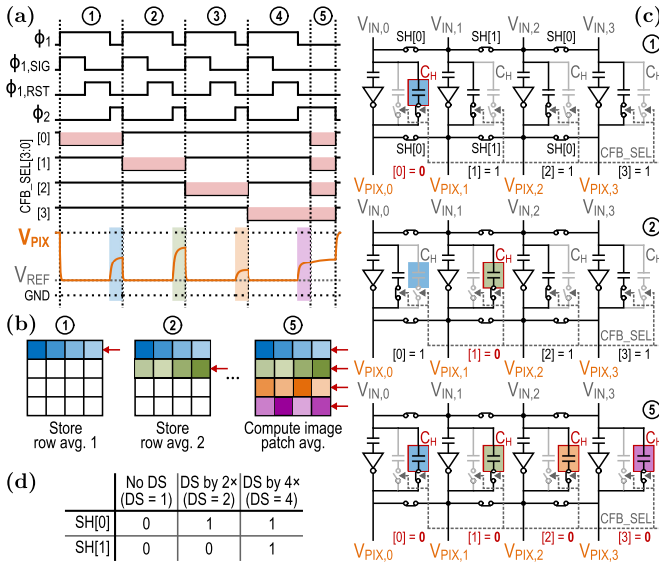 (a)
1 2 3 4 5
ϕ1
ϕ1,SIG
ϕ1,RST
ϕ2
CFB_SEL[3:0]
[0]
[1]
[2]
[3]
VPIX
VREF
GND
(b)
1 2 5
...
Store row avg. 1
Store row avg. 2
Compute image patch avg.
(d)
No DS (DS = 1) DS by 2× (DS = 2) DS by 4× (DS = 4)
SH[0] 0 1 1
SH[1] 0 0 1
(c)
VIN,0 VIN,1 VIN,2 VIN,3
SH[0] SH[1] SH[0]
1
CH
SH[0] SH[1] SH[0]
CFB_SEL
[0] = 0 [1] = 1 [2] = 1 [3] = 1
VPIX,0 VPIX,1 VPIX,2 VPIX,3
VIN,0 VIN,1 VIN,2 VIN,3
2
CH CH
CFB_SEL
[0] = 1 [1] = 0 [2] = 1 [3] = 1
VPIX,0 VPIX,1 VPIX,2 VPIX,3
VIN,0 VIN,1 VIN,2 VIN,3
5
CH CH CH CH
CFB_SEL
[0] = 0 [1] = 0 [2] = 0 [3] = 0
VPIX,0 VPIX,1 VPIX,2 VPIX,3